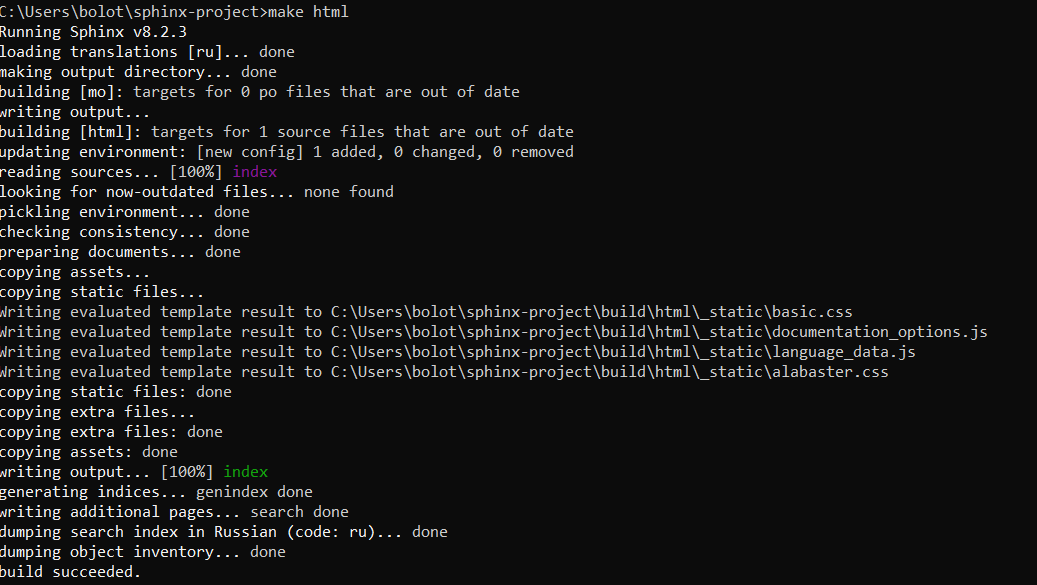 C:\Users\bolot\sphinx-project>make html
Running Sphinx v8.2.3
loading translations [ru]... done
making output directory... done
building [mo]: targets for 0 po files that are out of date
writing output...
building [html]: targets for 1 source files that are out of date
updating environment: [new config] 1 added, 0 changed, 0 removed
reading sources... [100%] index
looking for now-outdated files... none found
pickling environment... done
checking consistency... done
preparing documents... done
copying assets...
copying static files...
Writing evaluated template result to C:\Users\bolot\sphinx-project\build\html\_static\basic.css
Writing evaluated template result to C:\Users\bolot\sphinx-project\build\html\_static\documentation_options.js
Writing evaluated template result to C:\Users\bolot\sphinx-project\build\html\_static\language_data.js
Writing evaluated template result to C:\Users\bolot\sphinx-project\build\html\_static\alabaster.css
copying static files: done
copying extra files...
copying extra files: done
copying assets: done
writing output... [100%] index
generating indices... genindex done
writing additional pages... search done
dumping search index in Russian (code: ru)... done
dumping object inventory... done
build succeeded.